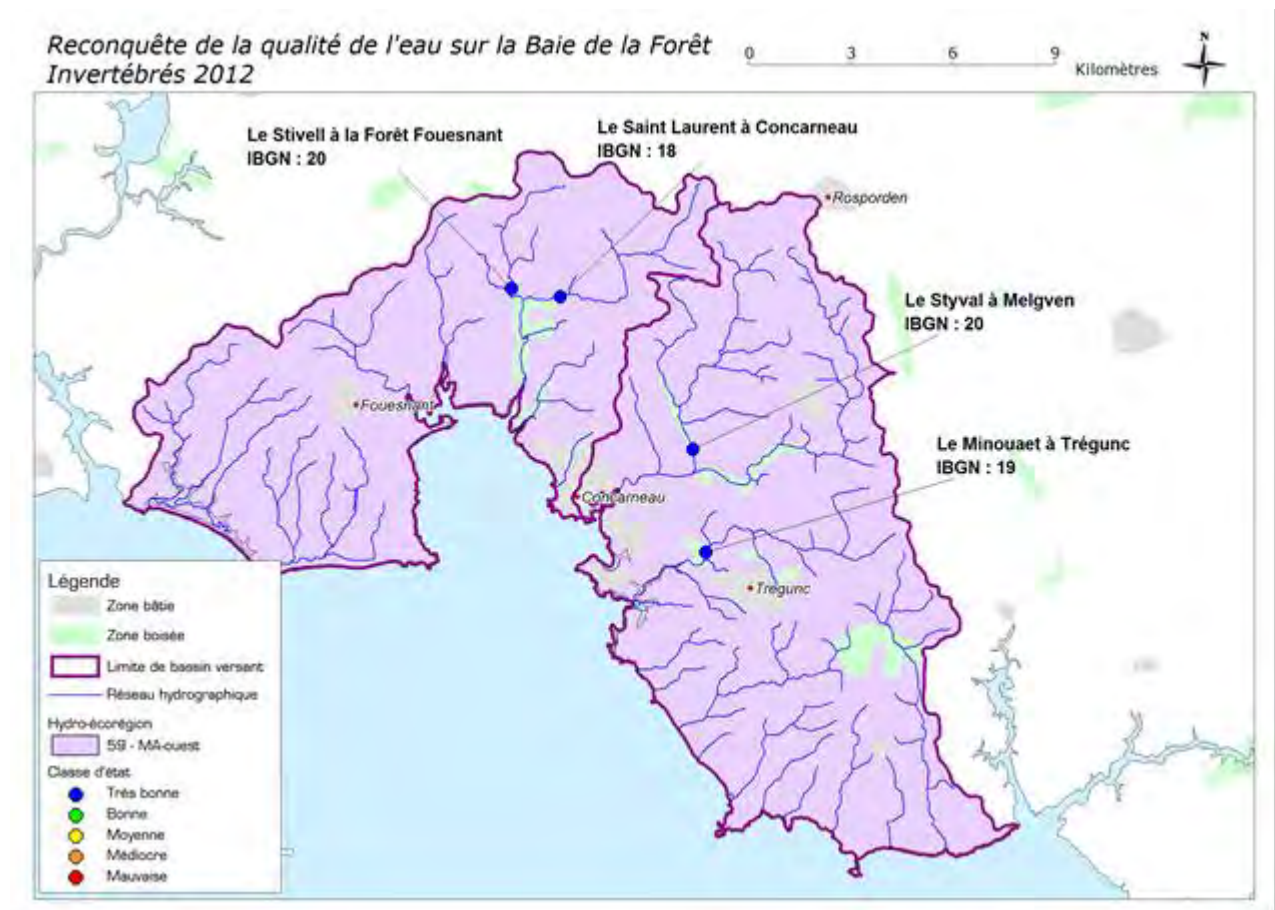 Reconquête de la qualité de l'eau sur la Baie de la Forêt
Invertébrés 2012
0 3 6 9
Kilomètres
N
Le Stivell à la Forêt Fouesnant
IBGN : 20
Le Saint Laurent à Concarneau
IBGN : 18
Rosporden
Le Styval à Melgven
IBGN : 20
Fouesnant
Le Minouaet à Trégunc
IBGN : 19
Concarneau
Trégunc
Légende
Zone bâtie
Zone boisée
Limite de bassin versant
Réseau hydrographique
Hydro-écorégion
59 - MA-ouest
Classe d'état
Très bonne
Bonne
Moyenne
Médiocre
Mauvaise